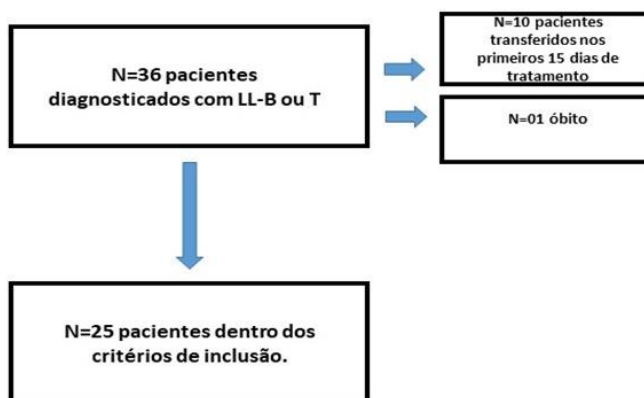 N=36 pacientes
diagnosticados com LL-B ou T
N=10 pacientes
transferidos nos
primeiros 15 dias de
tratamento
N=01 óbito
N=25 pacientes dentro dos
critérios de inclusão.